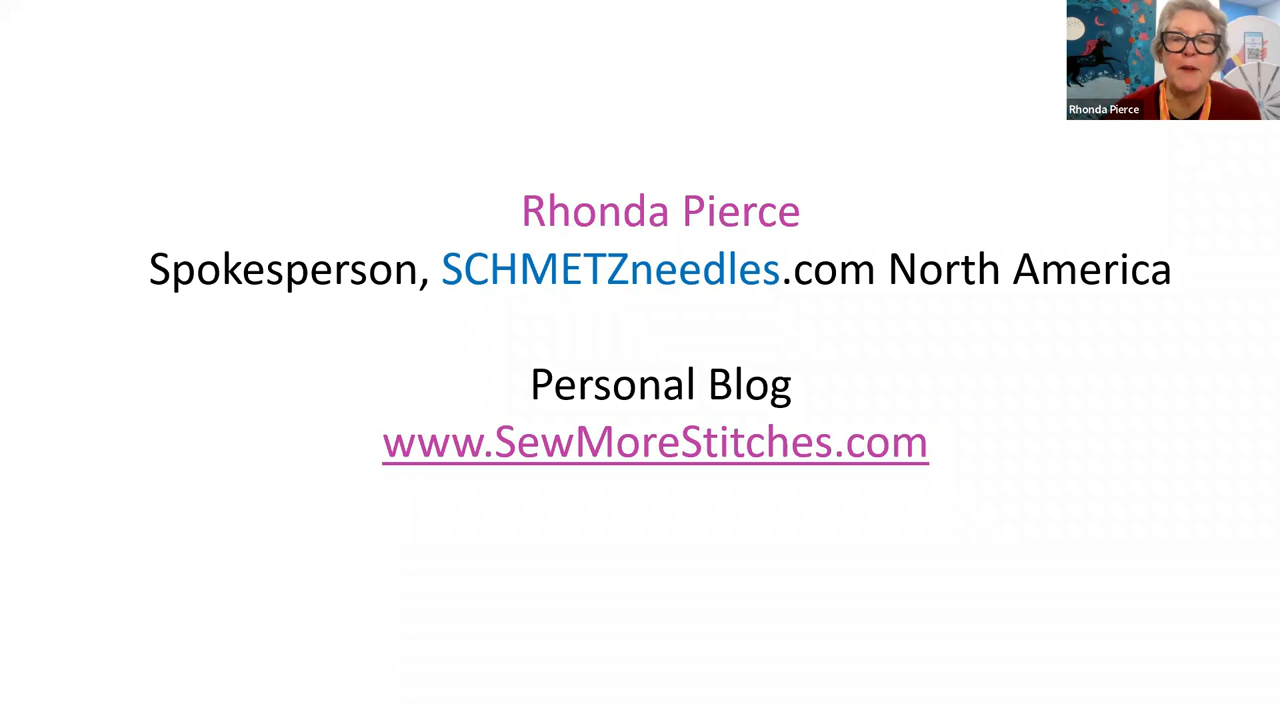 Rhonda Pierce
Rhonda Pierce
Spokesperson, SCHMETZneedles.com North America
Personal Blog
www.SewMoreStitches.com